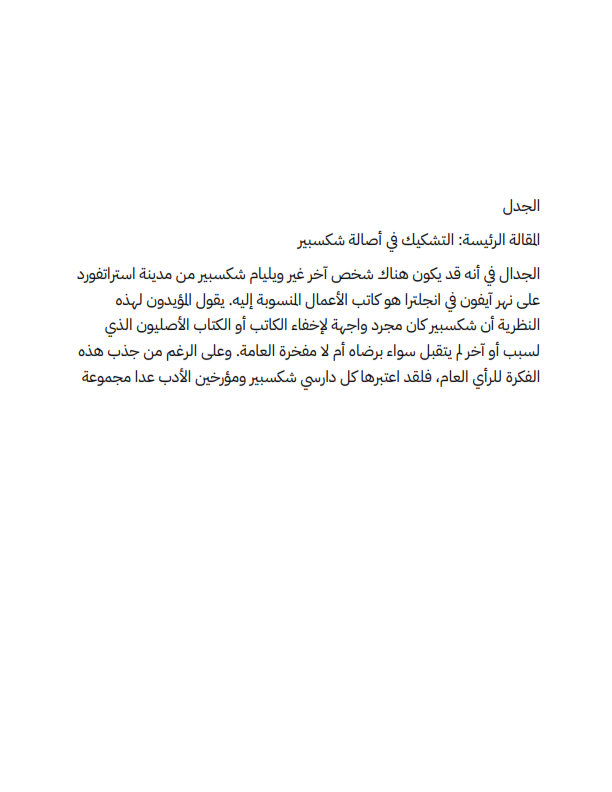 الجدل
المقالة الرئيسة: التشكيك في أصالة شكسبير
الجدال في أنه قد يكون هناك شخص آخر غير ويليام شكسبير من مدينة استراتفورد
على نهر آيفون في انجلترا هو كاتب الأعمال المنسوبة إليه. يقول المؤيدون لهذه
النظرية أن شكسبير كان مجرد واجهة لإخفاء الكاتب أو الكتاب الأصليون الذي
لسبب أو آخر لم يتقبل سواء برضاه أم لا مفخرة العامة. وعلى الرغم من جذب هذه
الفكرة للرأي العام، فلقد اعتبرها كل دارسي شكسبير ومؤرخين الأدب عدا مجموعة